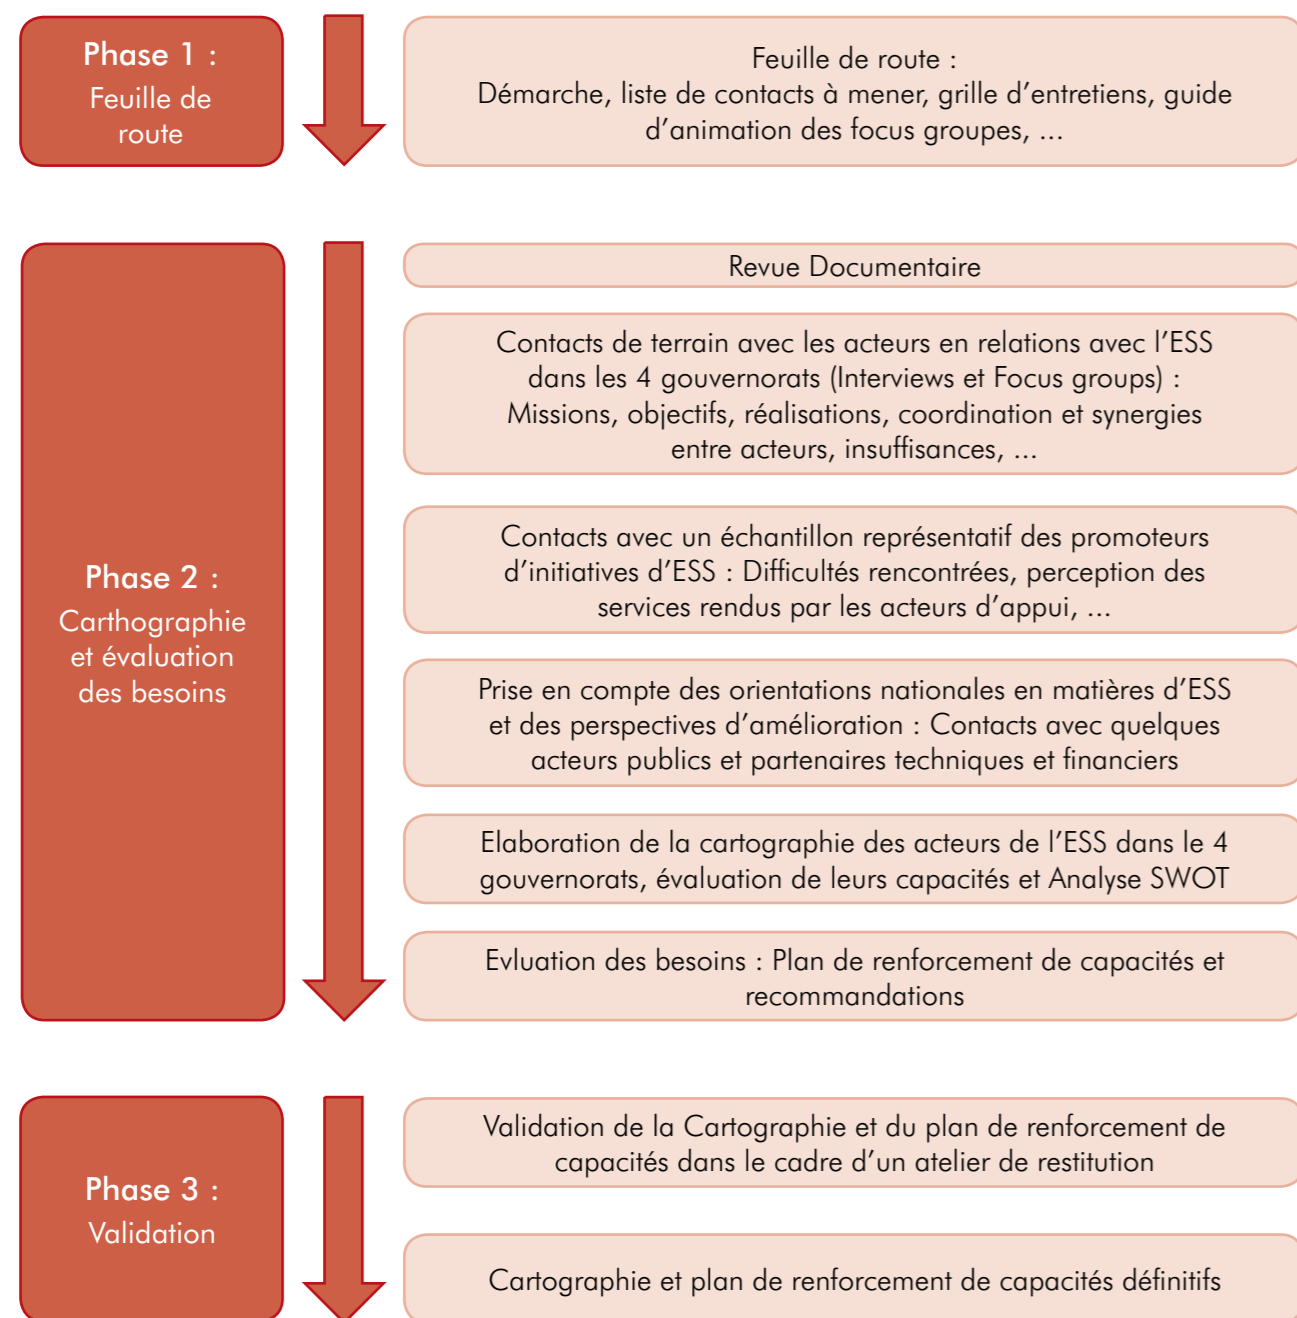 Phase 1 :
Feuille de
route
Feuille de route :
Démarche, liste de contacts à mener, grille d’entretiens, guide
d’animation des focus groupes, ...
Phase 2 :
Carthographie
et évaluation
des besoins
Revue Documentaire
Contacts de terrain avec les acteurs en relations avec l’ESS
dans les 4 gouvernorats (Interviews et Focus groups) :
Missions, objectifs, réalisations, coordination et synergies
entre acteurs, insuffisances, ...
Contacts avec un échantillon représentatif des promoteurs
d’initiatives d’ESS : Difficultés rencontrées, perception des
services rendus par les acteurs d’appui, ...
Prise en compte des orientations nationales en matières d’ESS
et des perspectives d’amélioration : Contacts avec quelques
acteurs publics et partenaires techniques et financiers
Elaboration de la cartographie des acteurs de l’ESS dans le 4
gouvernorats, évaluation de leurs capacités et Analyse SWOT
Evluation des besoins : Plan de renforcement de capacités et
recommandations
Phase 3 :
Validation
Validation de la Cartographie et du plan de renforcement de
capacités dans le cadre d’un atelier de restitution
Cartographie et plan de renforcement de capacités définitifs